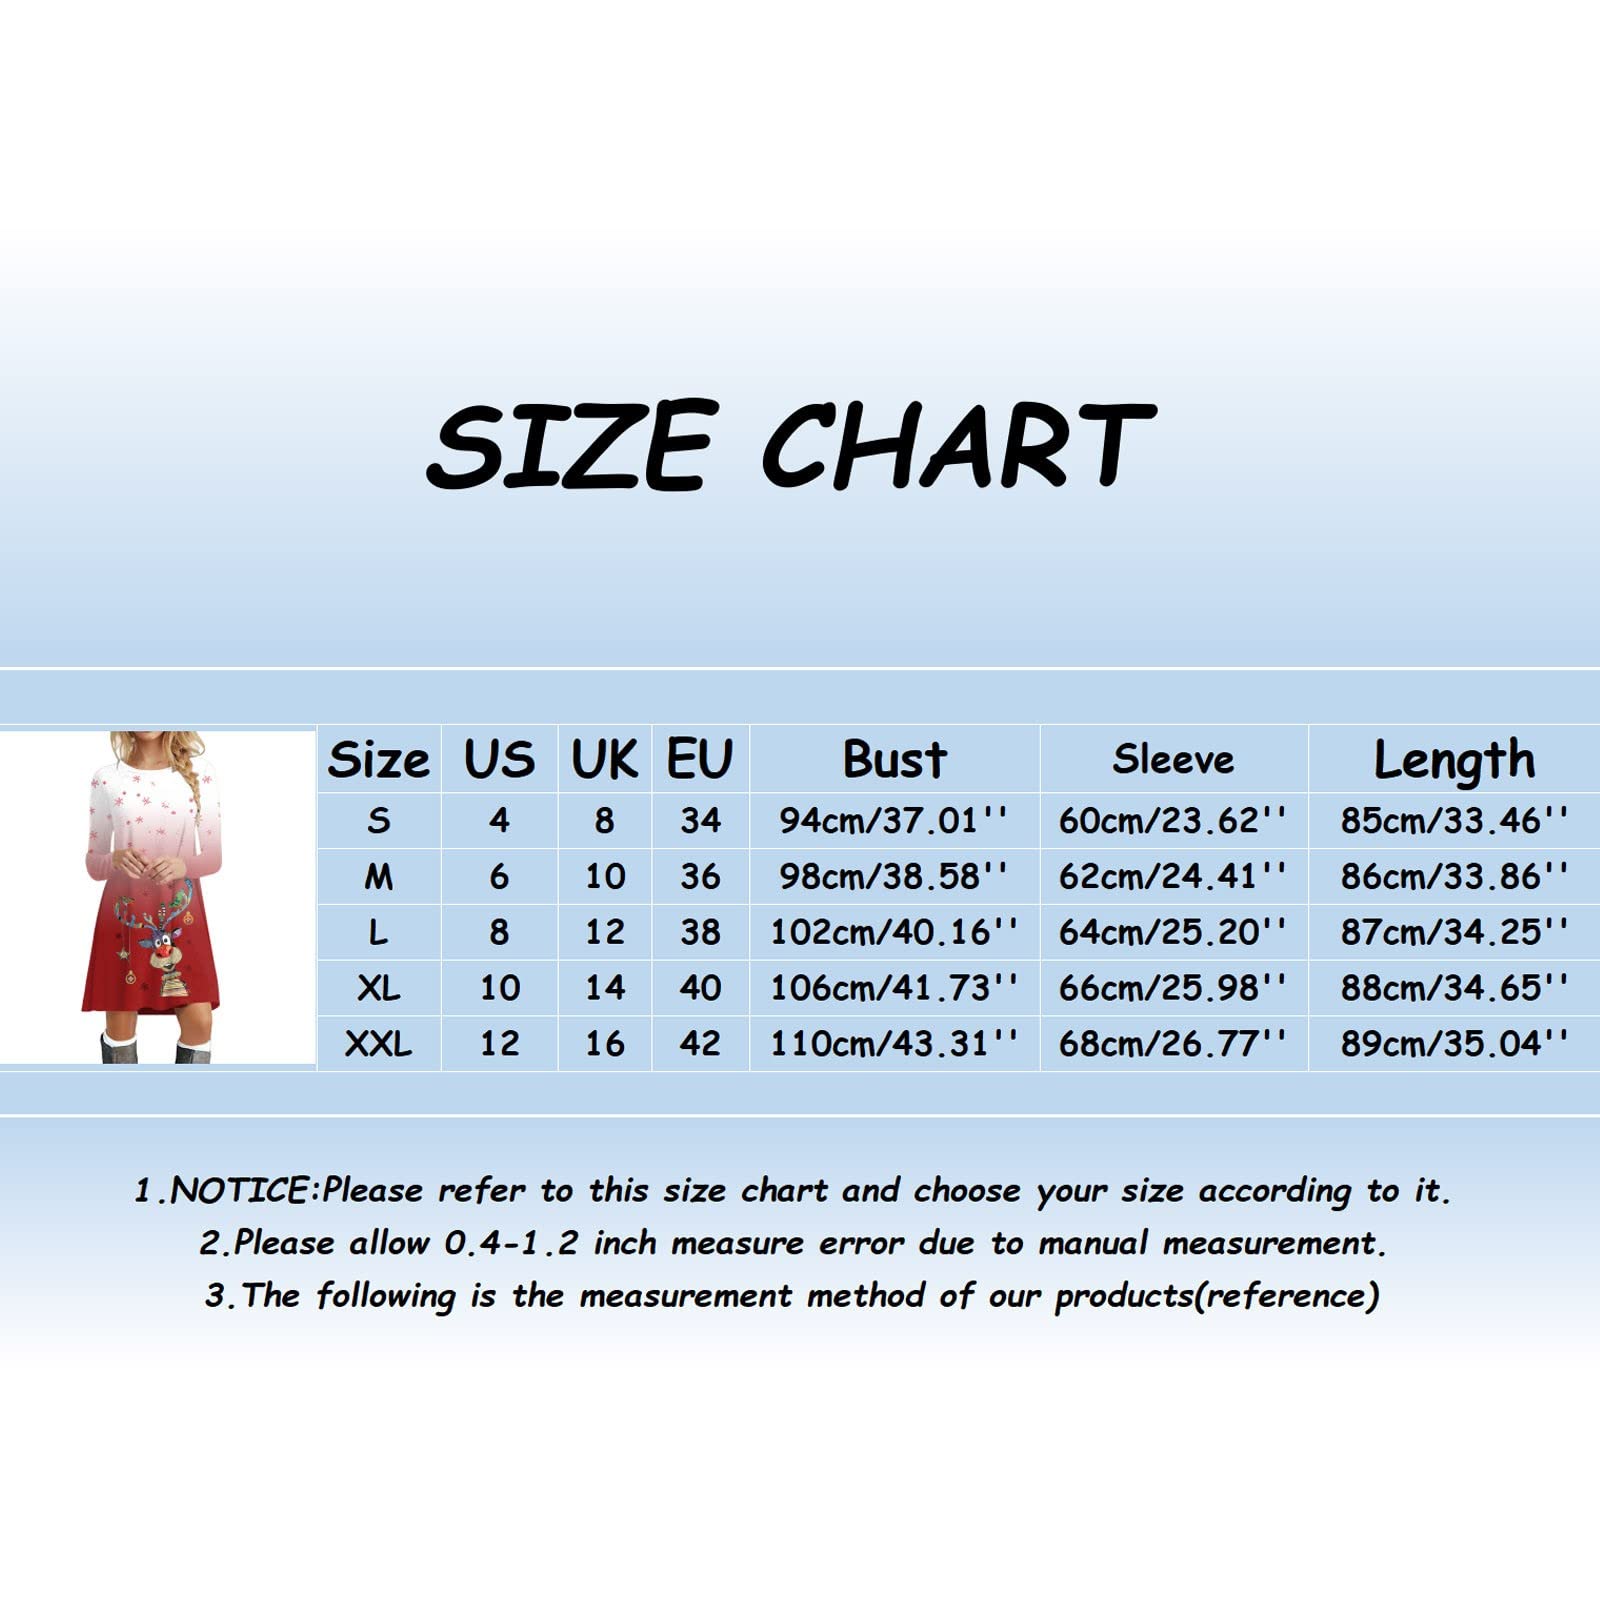 SIZE CHART
Size US UK EU Bust Sleeve Length
S 4 8 34 94cm/37.01'' 60cm/23.62'' 85cm/33.46''
M 6 10 36 98cm/38.58'' 62cm/24.41'' 86cm/33.86''
L 8 12 38 102cm/40.16'' 64cm/25.20'' 87cm/34.25''
XL 10 14 40 106cm/41.73'' 66cm/25.98'' 88cm/34.65''
XXL 12 16 42 110cm/43.31'' 68cm/26.77'' 89cm/35.04''
1.NOTICE:Please refer to this size chart and choose your size according to it.
2.Please allow 0.4-1.2 inch measure error due to manual measurement.
3.The following is the measurement method of our products(reference)